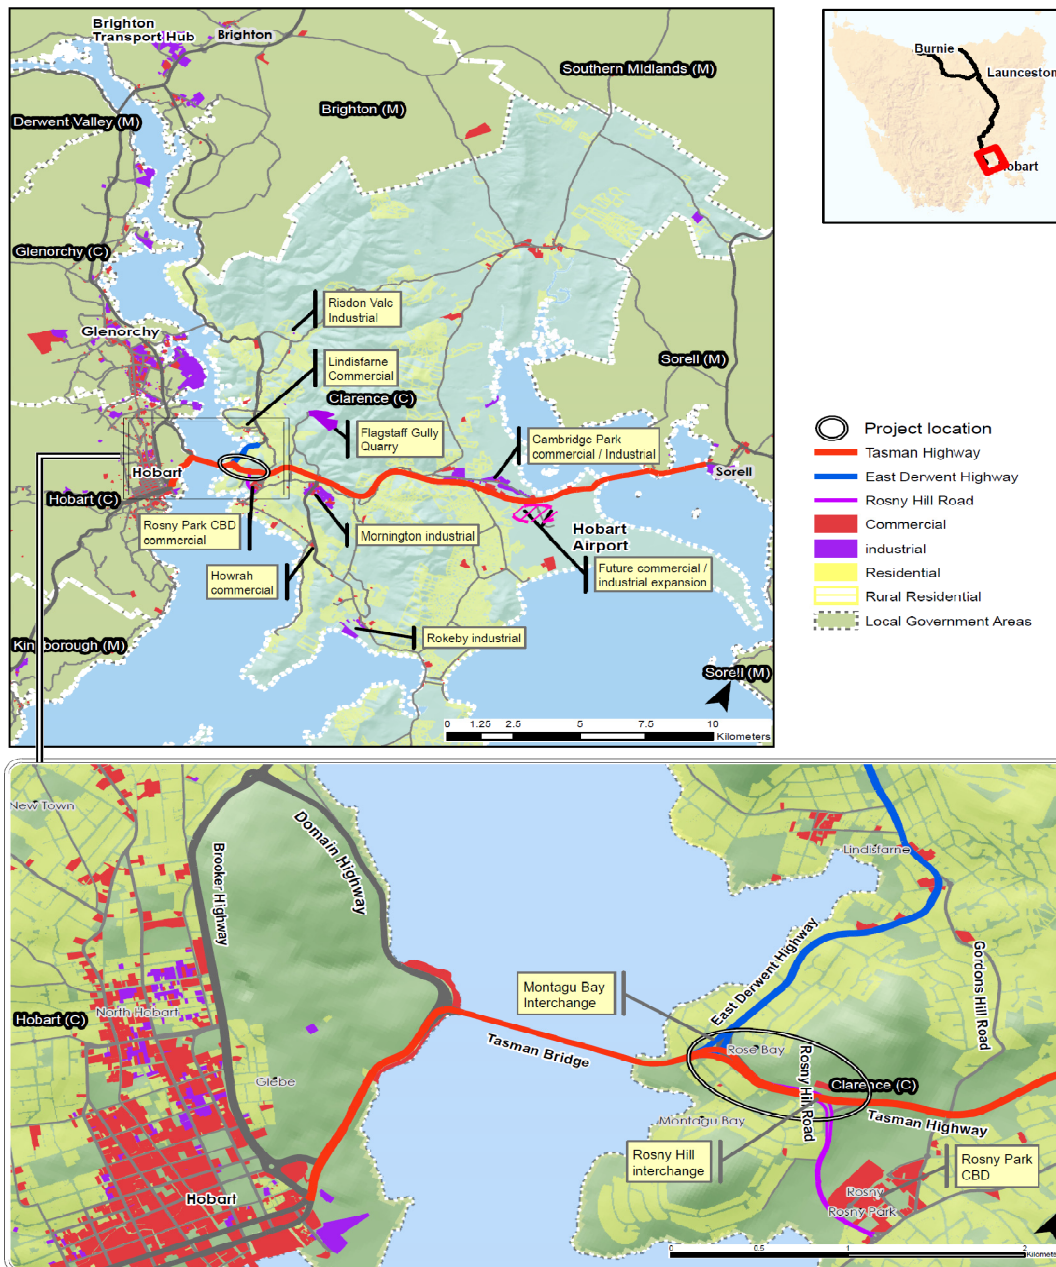 Brighton
Transport Hub
Brighton
Southern Midlands (M)
Brighton (M)
Derwent Valley (M)
Glenorchy (C)
Risdon Vale
Industrial
Glenorchy
Lindisfarne
Commercial
Sorell (M)
Clarence (C)
Flagstaff Gully
Quarry
Cambridge Park
commercial / Industrial
Hobart
Sorell
Hobart (C)
Rosny Park CBD
commercial
Mornington industrial
Hobart
Airport
Howrah
commercial
Future commercial /
industrial expansion
Rokeby industrial
Kingborough (M)
Sorell (M)
0 1.25 2.5 5 7.5 10
Kilometers
Burnie
Launceston
Hobart
Project location
Tasman Highway
East Derwent Highway
Rosny Hill Road
Commercial
industrial
Residential
Rural Residential
Local Government Areas
New Town
Domain Highway
Brooker Highway
Lindisfarne
East Derwent Highway
Gordons Hill Road
Montagu Bay
Interchange
North Hobart
Hobart (C)
Tasman Bridge
Rose Bay
Glebe
Rosny Hill Road
Clarence (C)
Montagu Bay
Tasman Highway
Rosny Hill
interchange
Rosny Park
CBD
Hobart
Rosny
Rosny Park
0 0.5 1 2
Kilometers